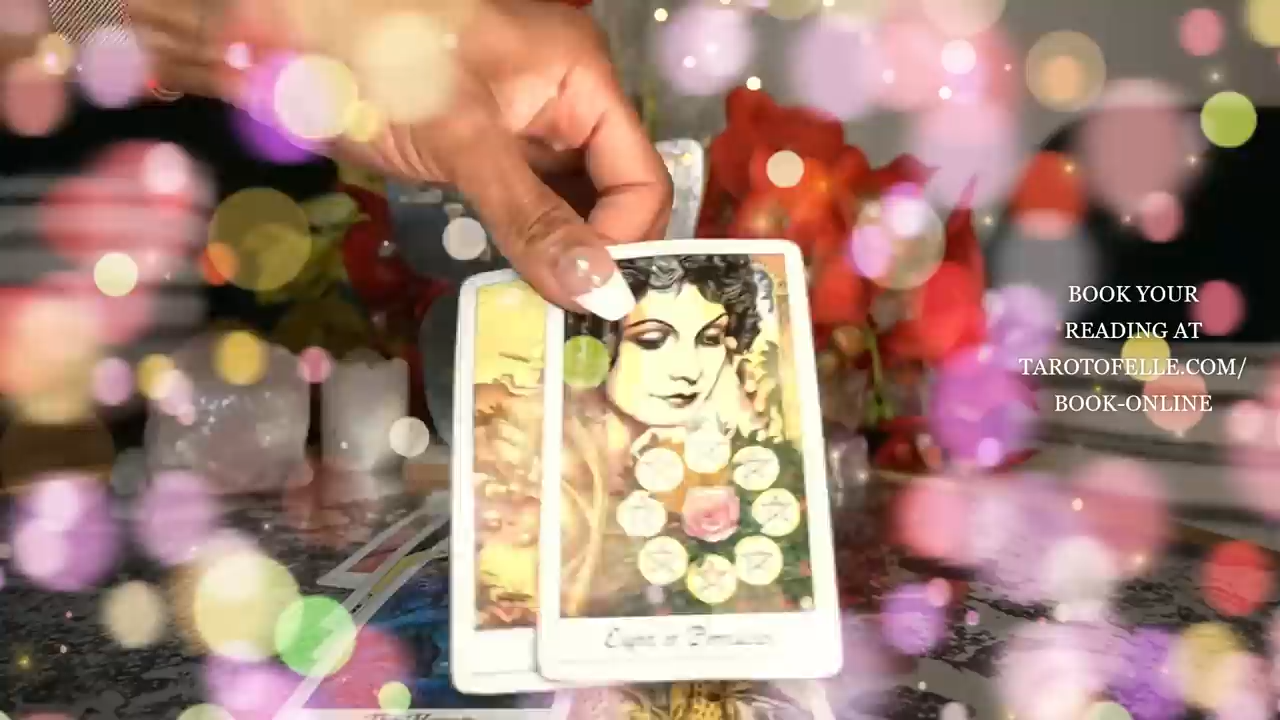 BOOK YOUR
READING AT
TAROTOFELLE.COM/
BOOK-ONLINE
Eight of Pentacles